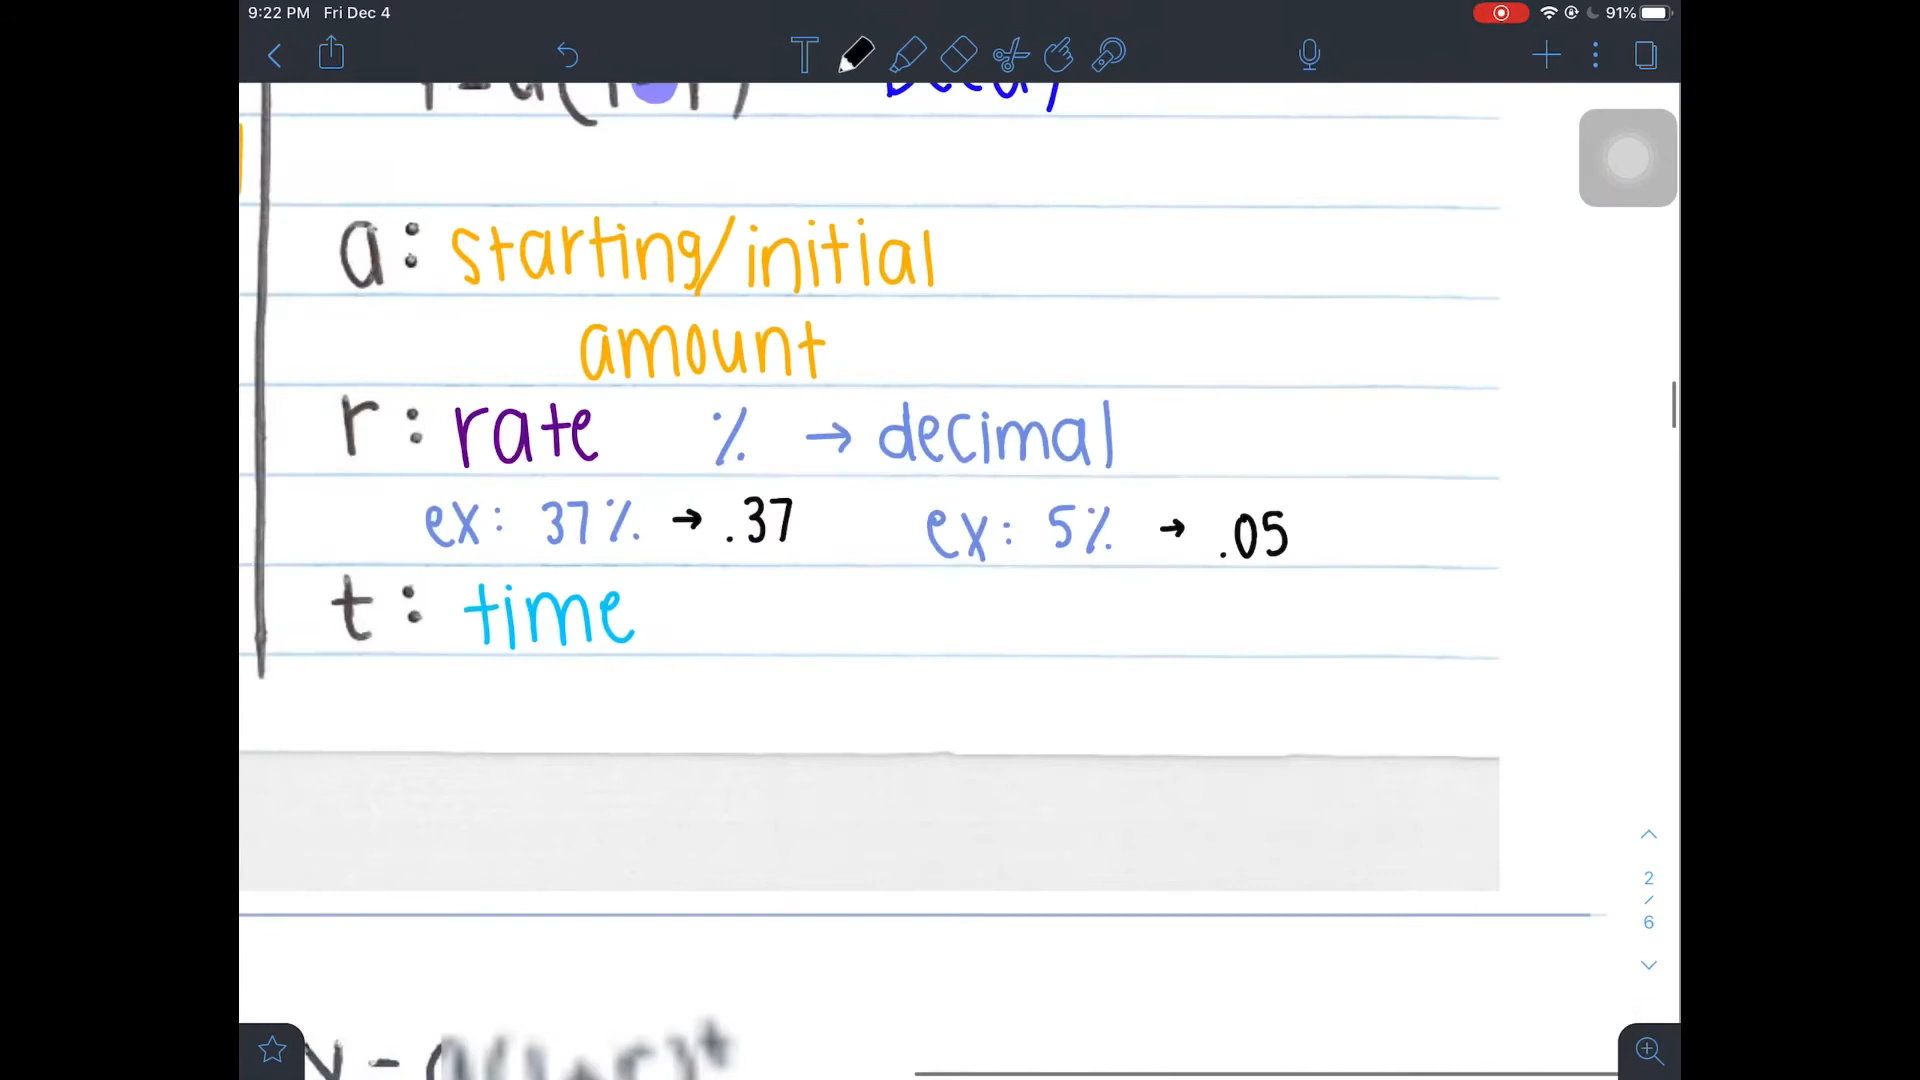 9:22 PM Fri Dec 4
91%
a: starting/initial
amount
r: rate % → decimal
ex: 37% → .37 ex: 5% → .05
t: time
2
/
6